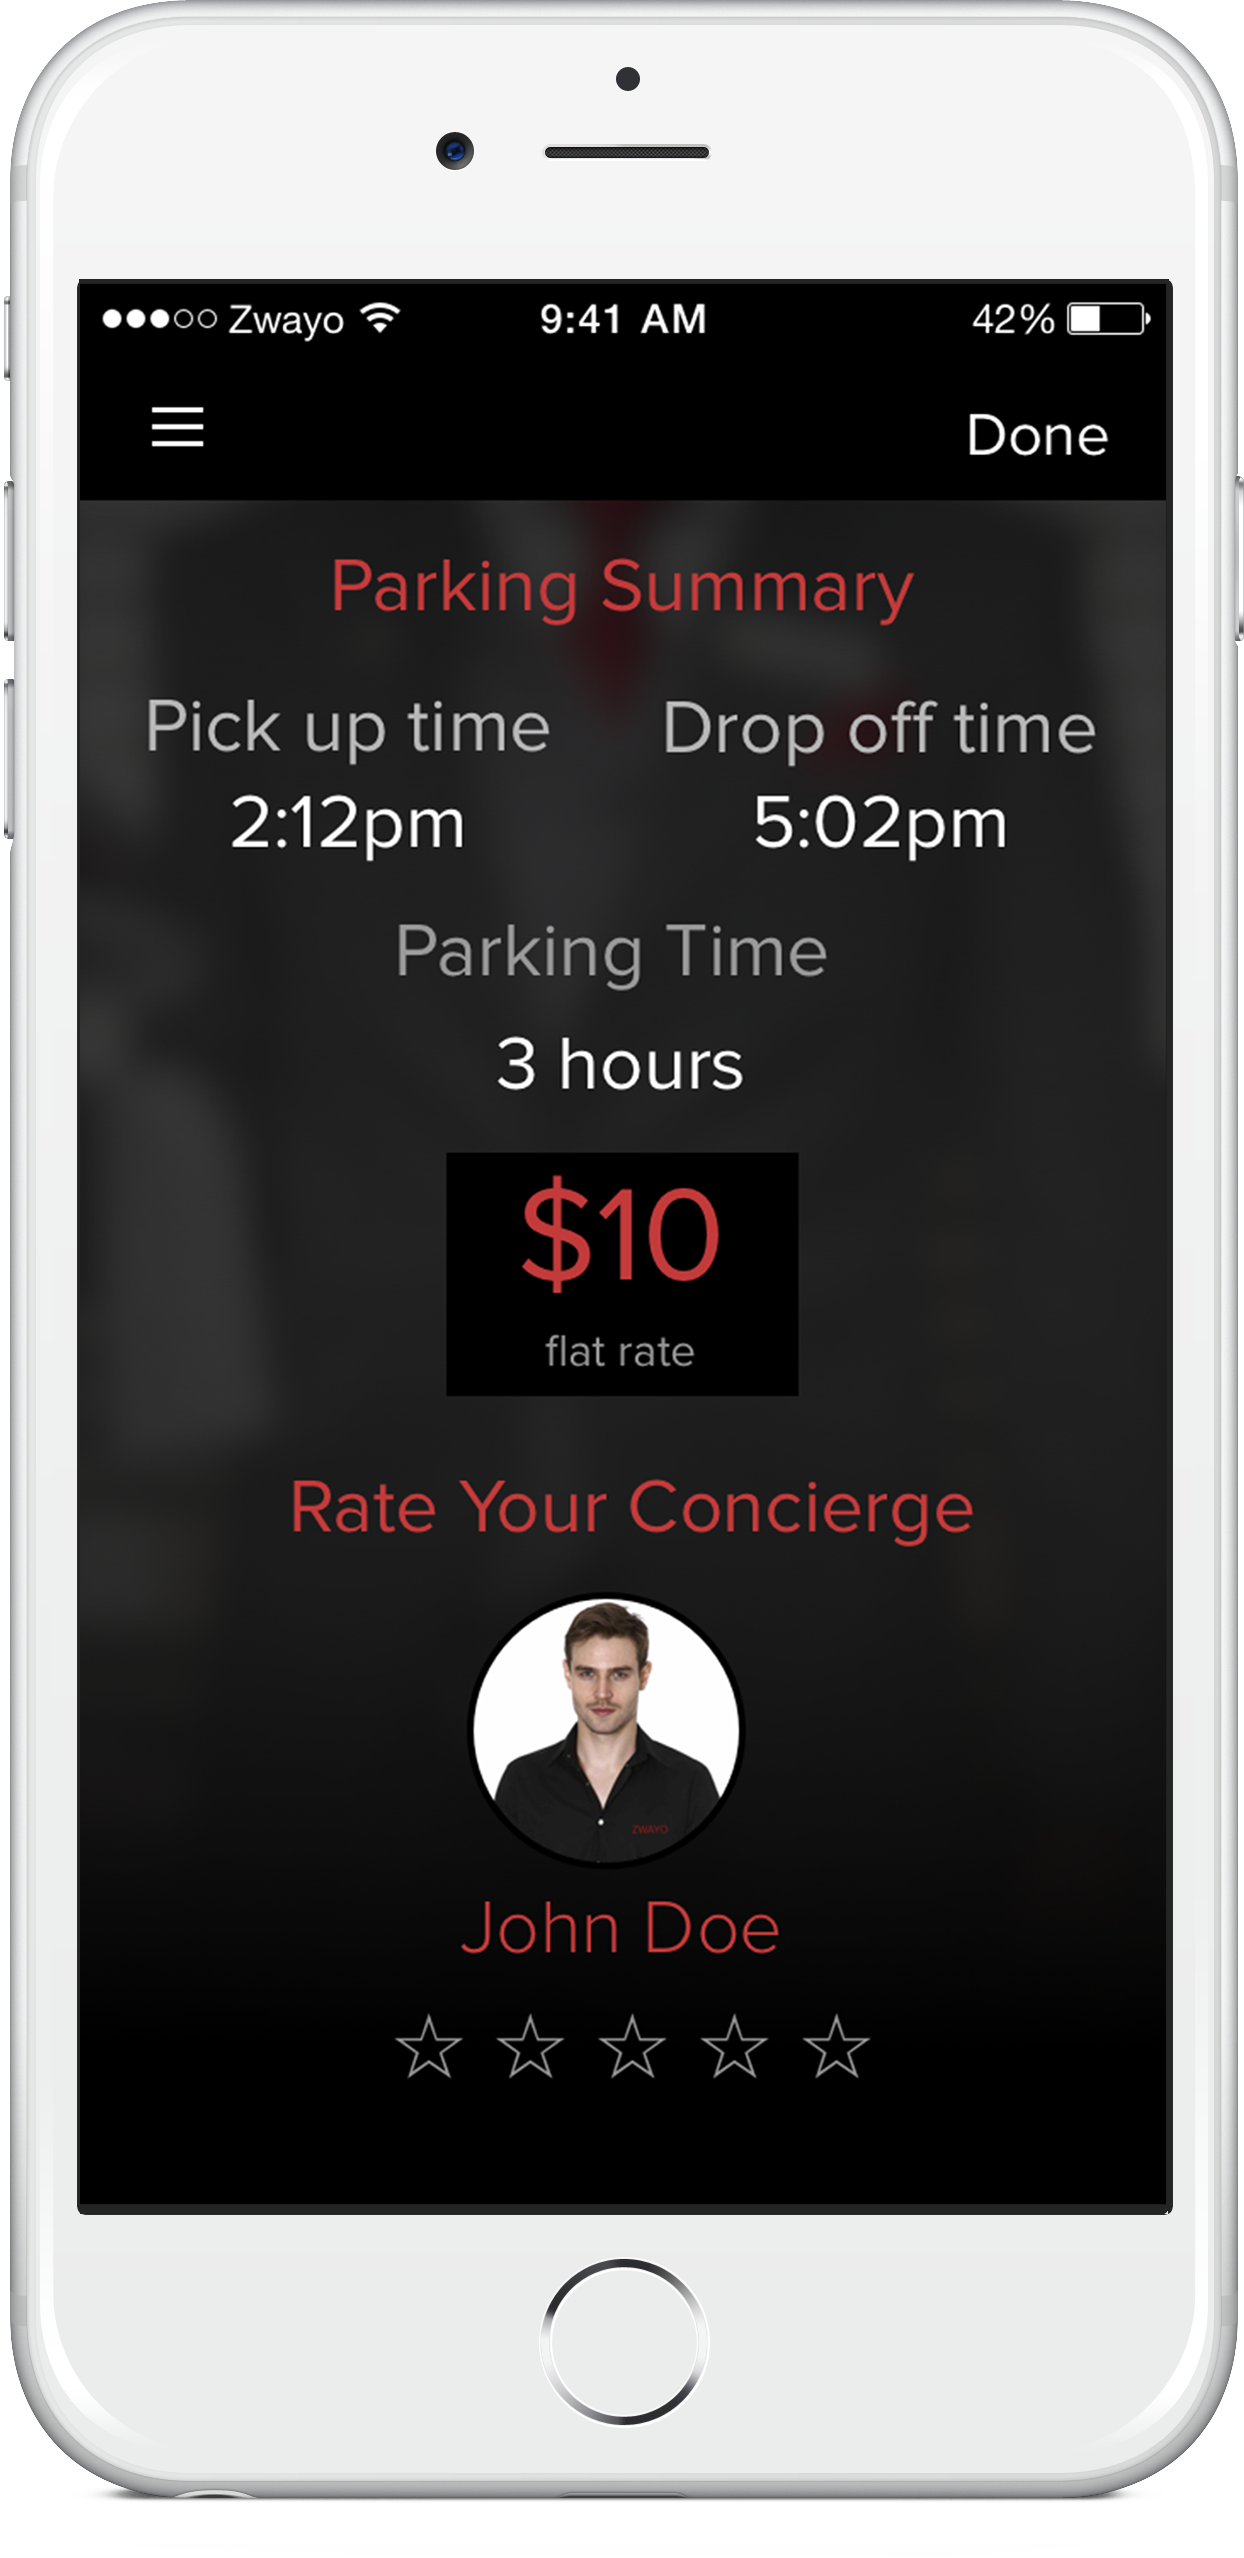 Zwayo 9:41 AM 42%
Done
Parking Summary
Pick up time Drop off time
2:12pm 5:02pm
Parking Time
3 hours
$10
flat rate
Rate Your Concierge
ZWAYO
John Doe